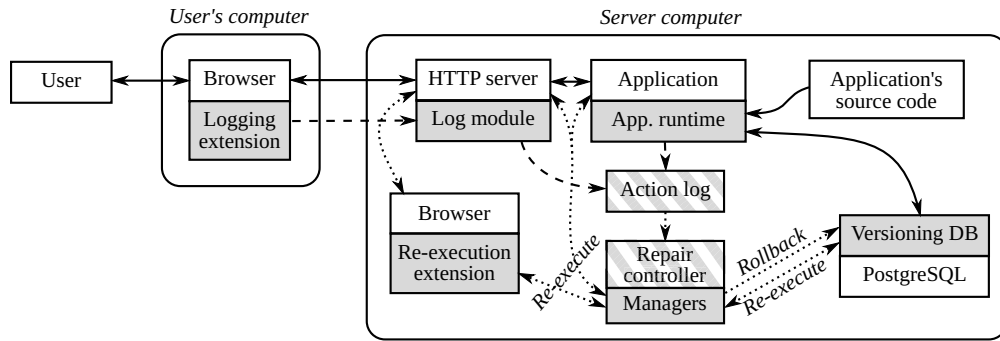 User's computer
Server computer
User
Browser
Logging
extension
HTTP server
Log module
Application
App. runtime
Application's
source code
Action log
Browser
Re-execution
extension
Re-execute
Repair
controller
Managers
Rollback
Re-execute
Versioning DB
PostgreSQL